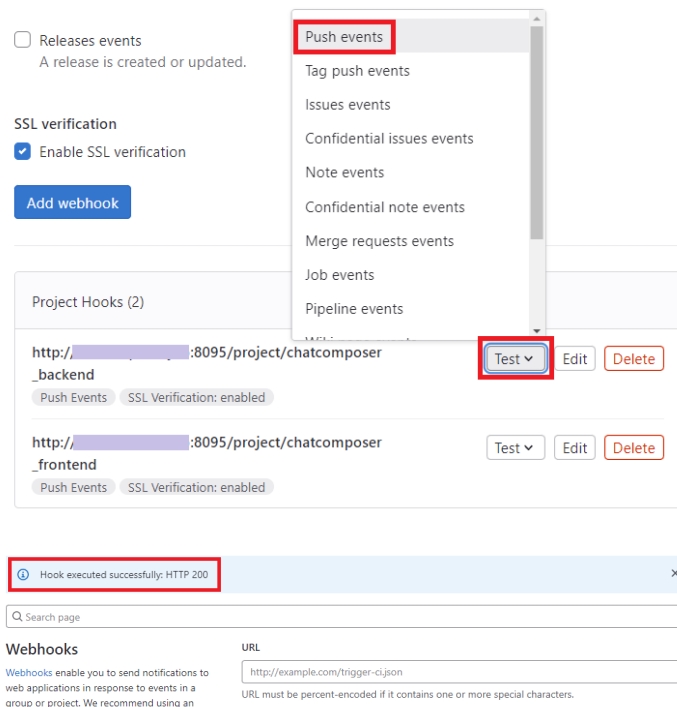 Releases events
A release is created or updated.
SSL verification
Enable SSL verification
Add webhook
Push events
Tag push events
Issues events
Confidential issues events
Note events
Confidential note events
Merge requests events
Job events
Pipeline events
Project Hooks (2)
http:/ :8095/project/chatcomposer
_backend
Test Edit Delete
Push Events SSL Verification: enabled
http:/ :8095/project/chatcomposer
_frontend
Test Edit Delete
Push Events SSL Verification: enabled
Hook executed successfully: HTTP 200
Search page
Webhooks
Webhooks enable you to send notifications to
web applications in response to events in a
group or project. We recommend using an
URL
http://example.com/trigger-ci.json
URL must be percent-encoded if it contains one or more special characters.